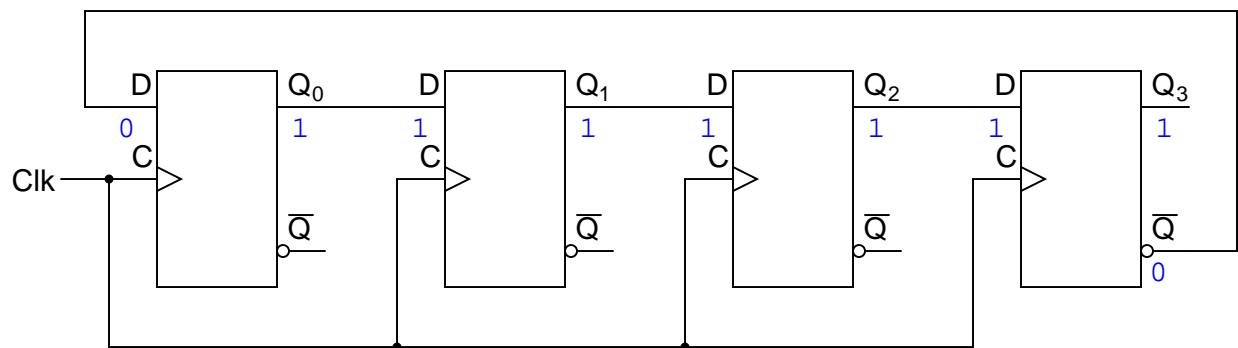 D Q₀ D Q₁ D Q₂ D Q₃
0 1 1 1 1 1 1 1
Clk C C C C
Q̅ Q̅ Q̅ Q̅
0